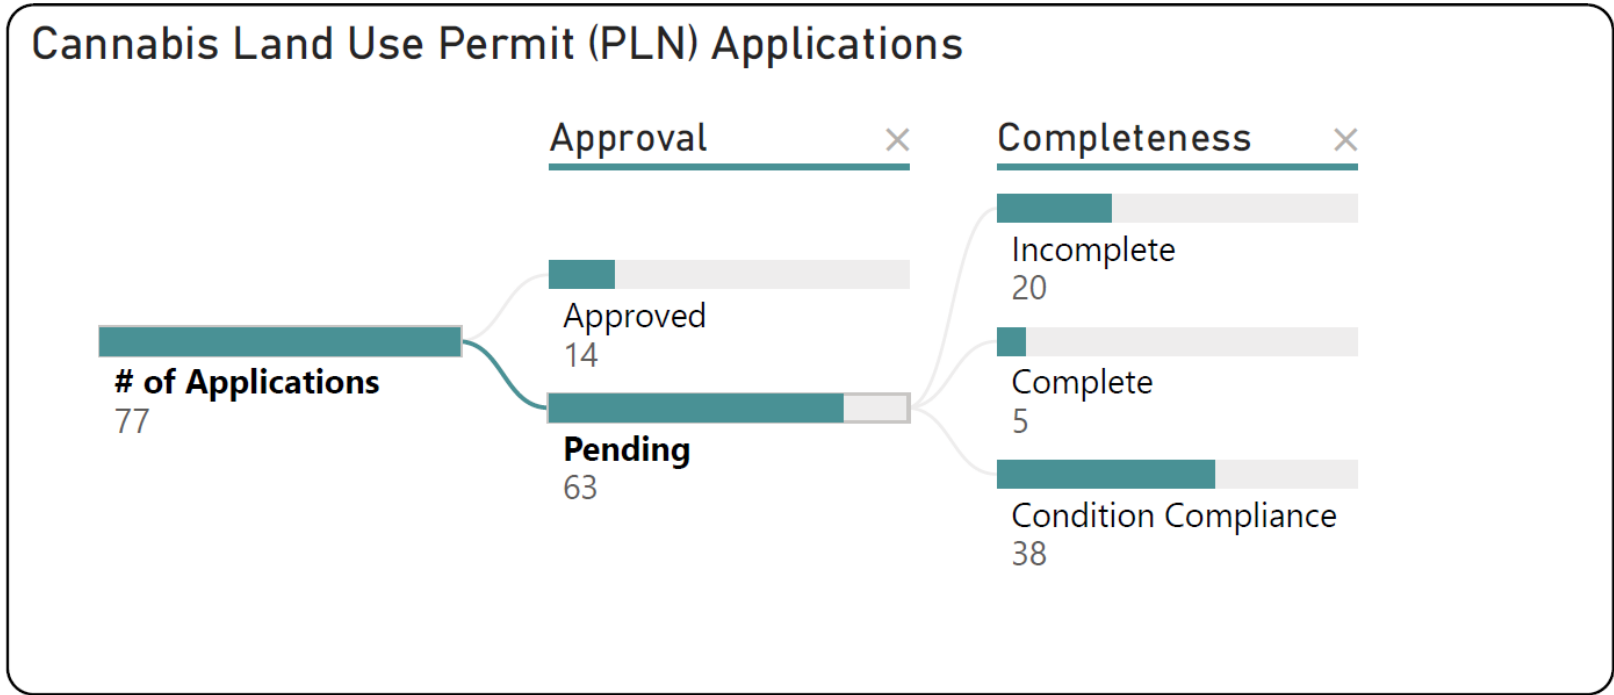 Cannabis Land Use Permit (PLN) Applications
Approval
Completeness
# of Applications
77
Approved
14
Pending
63
Incomplete
20
Complete
5
Condition Compliance
38